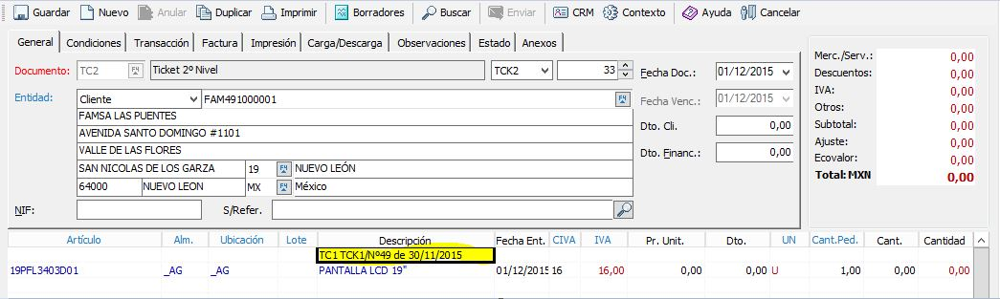 Guardar Nuevo Anular Duplicar Imprimir Borradores Buscar Enviar CRM Contexto Ayuda Cancelar
General Condiciones Transacción Factura Impresión Carga/Descarga Observaciones Estado Anexos
Documento: TC2 F4 Ticket 2º Nivel TCK2 33 Fecha Doc.: 01/12/2015
Entidad: Cliente FAM491000001 F4 Fecha Venc.: 01/12/2015
FAMSA LAS PUENTES
AVENIDA SANTO DOMINGO #1101 Dto. Cli. 0,00
VALLE DE LAS FLORES Dto. Financ.: 0,00
SAN NICOLAS DE LOS GARZA 19 F4 NUEVO LEÓN
64000 NUEVO LEON MX F4 México
NIF: S/Refer.
Merc./Serv.: 0,00
Descuentos: 0,00
IVA: 0,00
Otros: 0,00
Subtotal: 0,00
Ajuste: 0,00
Ecovalor: 0,00
Total: MXN 0,00
Artículo Alm. Ubicación Lote Descripción Fecha Ent. CIVA IVA Pr. Unit. Dto. UN Cant.Ped. Cant. Cantidad
TC1 TCK1/Nº49 de 30/11/2015
19PFL3403D01 _AG _AG PANTALLA LCD 19" 01/12/2015 16 16,00 0,00 0,00 U 1,00 0,00 0,00